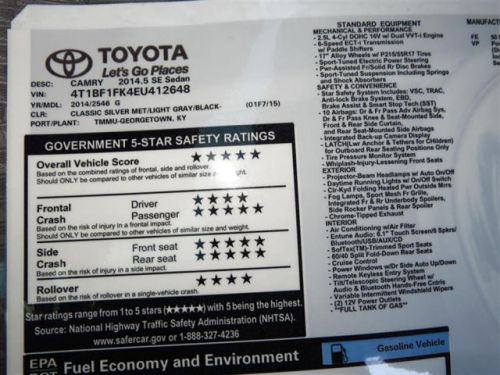 TOYOTA
Let's Go Places
DESC: CAMRY 2014.5 SE Sedan
VIN: 4T1BF1FK4EU412648
YR/MDL: 2014/2546 G
CLR: CLASSIC SILVER MET/LIGHT GRAY/BLACK- (01F7/15)
PORT/PLANT: TMMU-GEORGETOWN, KY
GOVERNMENT 5-STAR SAFETY RATINGS
Overall Vehicle Score ★★★★★
Based on the combined ratings of frontal, side and rollover.
Should ONLY be compared to other vehicles of similar size and
Frontal Crash
Driver ★★★★
Passenger ★★★★★
Based on the risk of injury in a frontal impact.
Should ONLY be compared to other vehicles of similar size and weight.
Side Crash
Front seat ★★★★★
Rear seat ★★★★★
Based on the risk of injury in a side impact.
Rollover ★★★★
Based on the risk of rollover in a single-vehicle crash.
Star ratings range from 1 to 5 stars (★★★★★) with 5 being the highest.
Source: National Highway Traffic Safety Administration (NHTSA).
www.safercar.gov or 1-888-327-4236
EPA
DOT
Fuel Economy and Environment
Gasoline Vehicle
STANDARD EQUIPMENT
MECHANICAL & PERFORMANCE
- 2.5L 4-Cyl DOHC 16V w/ Dual VVT-i Engine
- 6-Speed ECT-i Transmission
w/ Paddle Shifters
- 17" Alloy Wheels w/ P215/55R17 Tires
- Sport-Tuned Electric Power Steering
- Pwr-Assisted Frt/Solid Rr Disc Brakes
- Sport-Tuned Suspension Including Springs
and Shock Absorbers
SAFETY & CONVENIENCE
- Star Safety System Includes: VSC, TRAC,
Anti-lock Brake System, EBD,
Brake Assist & Smart Stop Tech (SST)
- 10 Airbags: Dr & Fr Pass Adv Airbag Sys,
Dr & Fr Pass Knee & Seat-Mounted Side,
Front & Rear Side Curtain,
and Rear Seat-Mounted Side Airbags
- Integrated Back-up Camera Display
- LATCH(Lwr Anchor & Tethers for CHildren)
for Outboard Rear Seating Positions Only
- Tire Pressure Monitor System
- Whiplash-Injury-Lessening Front Seats
EXTERIOR
- Projector-Beam Headlamps w/ Auto On/Off
- Daytime Running Lights w/ On/Off Switch
- Clr-Kyd Folding Heated Pwr Outside Mirrs
- Fog Lamps, Sport Mesh Fr Grille,
Integrated Fr & Rr Underbody Spoilers,
Side Rocker Panels & Rear Spoiler
- Chrome-Tipped Exhaust
INTERIOR
- Air Conditioning w/Air Filter
- Entune Audio: 6.1" Touch Screen/6 Spkrs/
Bluetooth/USB/AUX/CD
- SofTex(TM)-Trimmed Sport Seats
- 60/40 Split Fold-Down Rear Seats
- Cruise Control
- Power Windows w/Dr Side Auto Up/Down
- Remote Keyless Entry System
- Tilt/Telescopic Steering Wheel w/
Audio & Bluetooth Hands-Free Cntrls
- Variable Intermittent Windshield Wipers
- (2) 12V Power Outlets
- **FULL TANK OF GAS**
MANUFACT
FE 50
VP